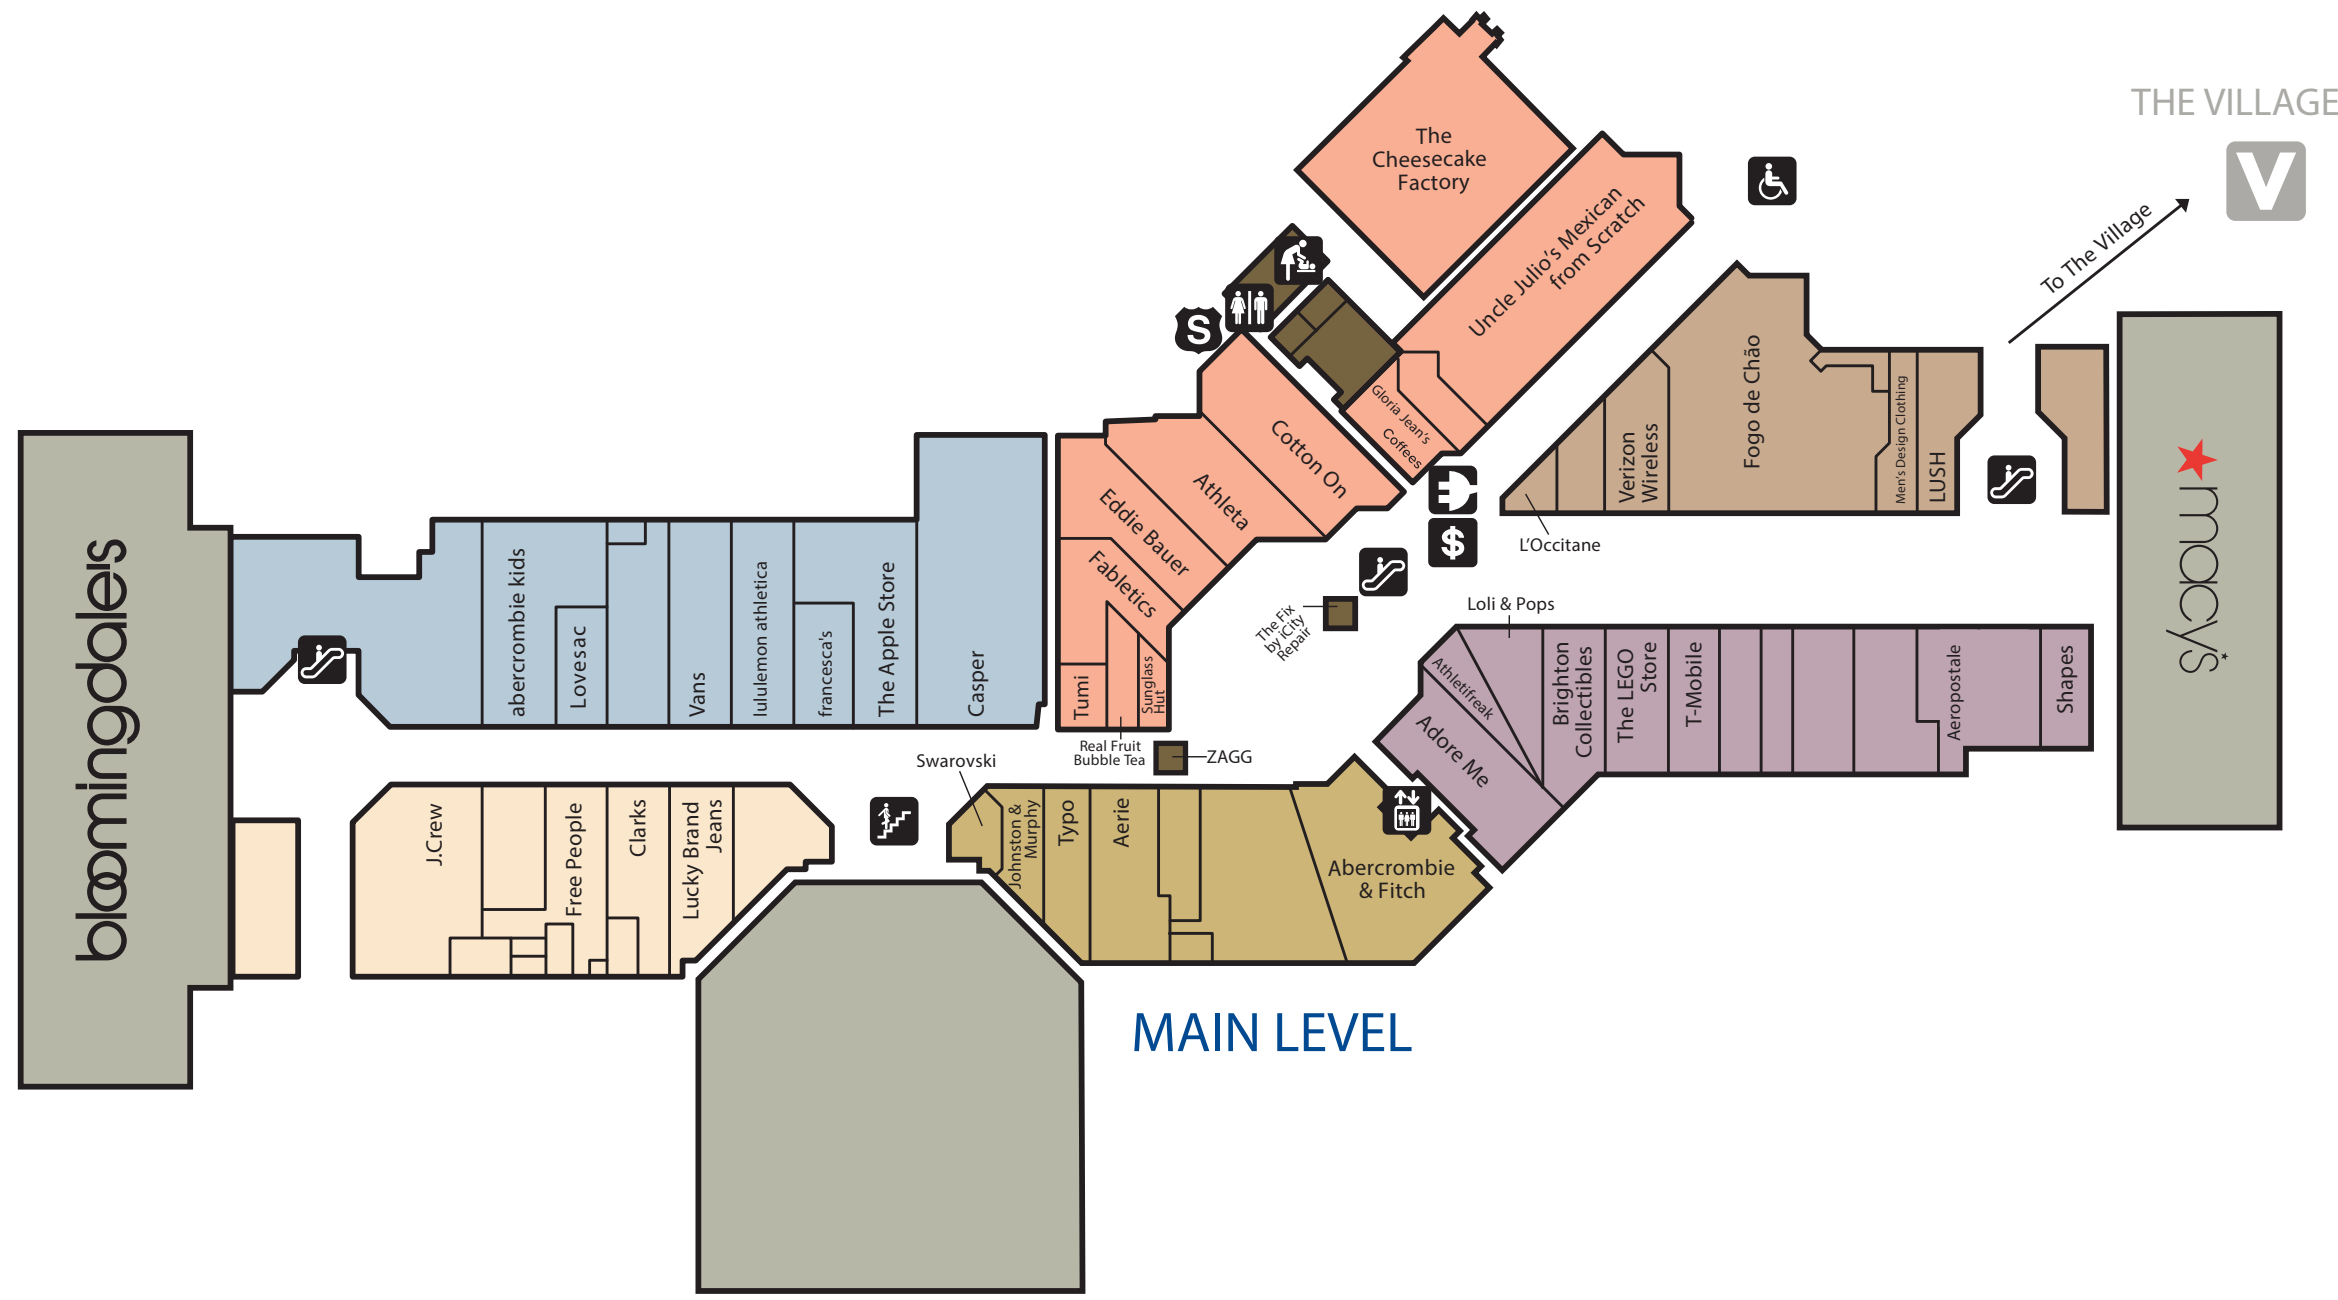 The
Cheesecake
Factory
THE VILLAGE
V
To The Village
Uncle Julio's Mexican
from Scratch
S
Gloria Jean's
Coffees
Cotton On
Athleta
Eddie Bauer
Fabletics
Tumi
Real Fruit
Bubble Tea
Sunglass
Hut
ZAGG
$
The Fix
by iCity
Repair
L'Occitane
Verizon
Wireless
Fogo de Chão
Men's Design Clothing
LUSH
macy's
bloomingdale's
abercrombie kids
Lovesac
Vans
lululemon athletica
francesca's
The Apple Store
Casper
Loli & Pops
Athletifreak
Adore Me
Brighton
Collectibles
The LEGO
Store
T-Mobile
Aeropostale
Shapes
J.Crew
Free People
Clarks
Lucky Brand
Jeans
Swarovski
Johnston &
Murphy
Typo
Aerie
Abercrombie
& Fitch
MAIN LEVEL